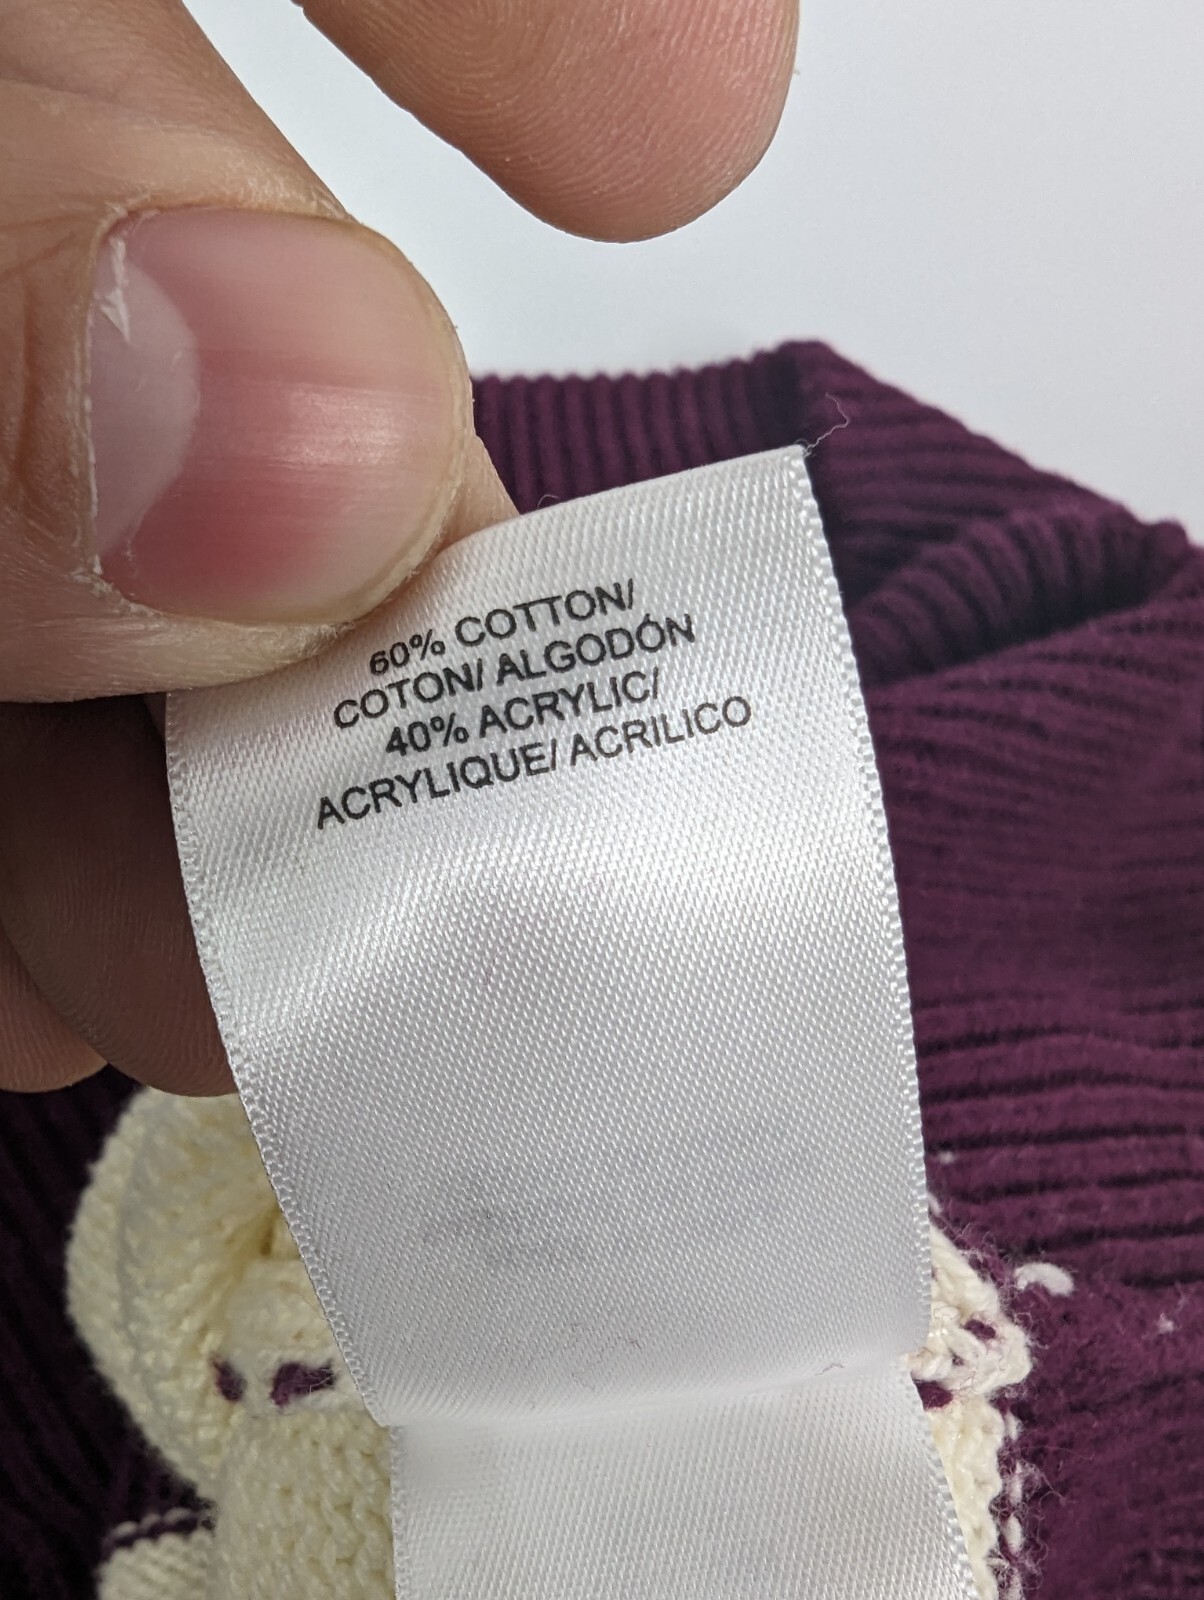 60% COTTON/
COTON/ ALGODÓN
40% ACRYLIC/
ACRYLIQUE/ ACRILICO